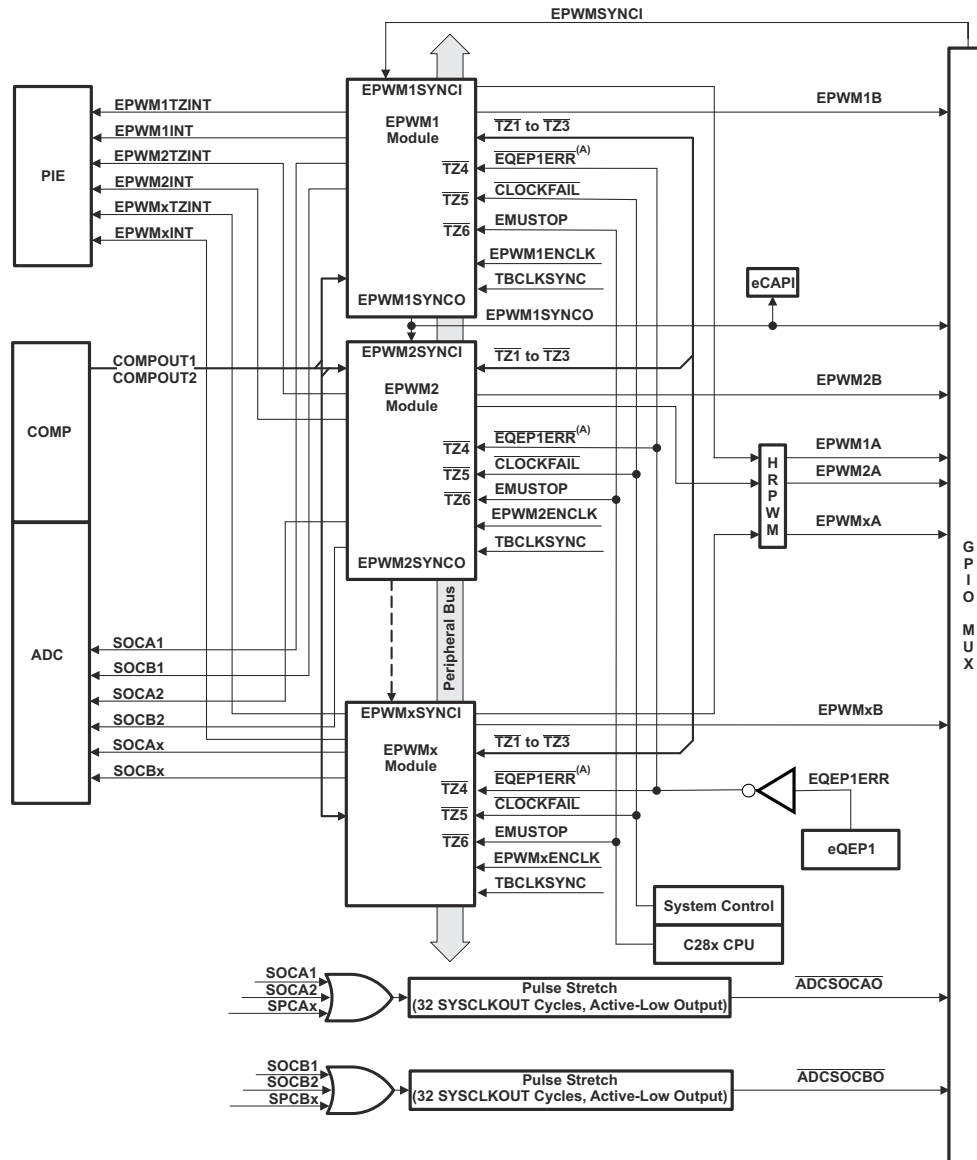 EPWMSYNCI
EPWM1SYNCI
EPWM1
Module
TZ4
TZ5
TZ6
EPWM1SYNCO
PIE
EPWM1TZINT
EPWM1INT
EPWM2TZINT
EPWM2INT
EPWMxTZINT
EPWMxINT
EPWM1B
TZ1 to TZ3
EQEP1ERR(A)
CLOCKFAIL
EMUSTOP
EPWM1ENCLK
TBCLKSYNC
eCAPI
EPWM1SYNCO
COMP
COMPOUT1
COMPOUT2
EPWM2SYNCI
EPWM2
Module
TZ4
TZ5
TZ6
EPWM2SYNCO
TZ1 to TZ3
EPWM2B
EQEP1ERR(A)
CLOCKFAIL
EMUSTOP
EPWM2ENCLK
TBCLKSYNC
HRPWM
EPWM1A
EPWM2A
EPWMxA
GPIO MUX
ADC
SOCA1
SOCB1
SOCA2
SOCB2
SOCAx
SOCBx
Peripheral Bus
EPWMxSYNCI
EPWMx
Module
TZ4
TZ5
TZ6
EPWMxB
TZ1 to TZ3
EQEP1ERR(A)
CLOCKFAIL
EMUSTOP
EPWMxENCLK
TBCLKSYNC
EQEP1ERR
eQEP1
System Control
C28x CPU
SOCA1
SOCA2
SPCAx
Pulse Stretch
(32 SYSCLKOUT Cycles, Active-Low Output)
ADCSOCAO
SOCB1
SOCB2
SPCBx
Pulse Stretch
(32 SYSCLKOUT Cycles, Active-Low Output)
ADCSOCBO